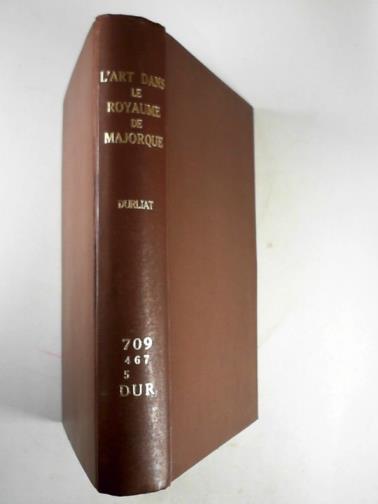 L'ART DANS
LE
ROYAUME
DE
MAJORQUE
DURLIAT
709
467
5
DUR